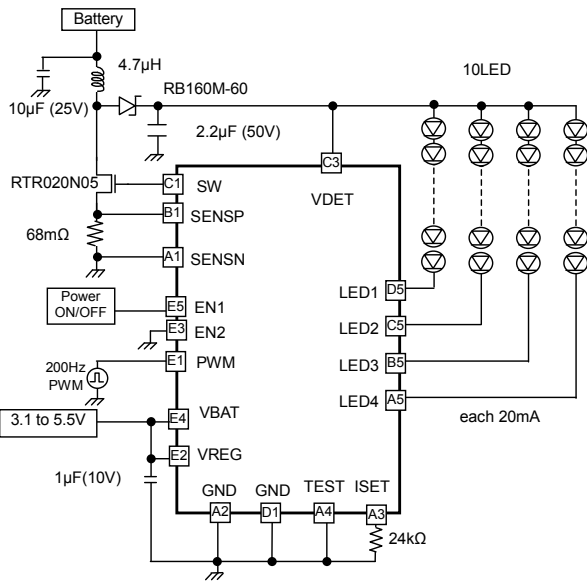 Battery
4.7μH
10μF (25V)
RB160M-60
2.2μF (50V)
10LED
RTR020N05
68mΩ
C1 SW
B1 SENSP
A1 SENSN
C3
VDET
Power
ON/OFF
E5 EN1
E3 EN2
200Hz
PWM
E1 PWM
3.1 to 5.5V
E4 VBAT
E2 VREG
1μF(10V)
LED1 D5
LED2 C5
LED3 B5
LED4 A5
each 20mA
GND GND TEST ISET
A2 D1 A4 A3
24kΩ